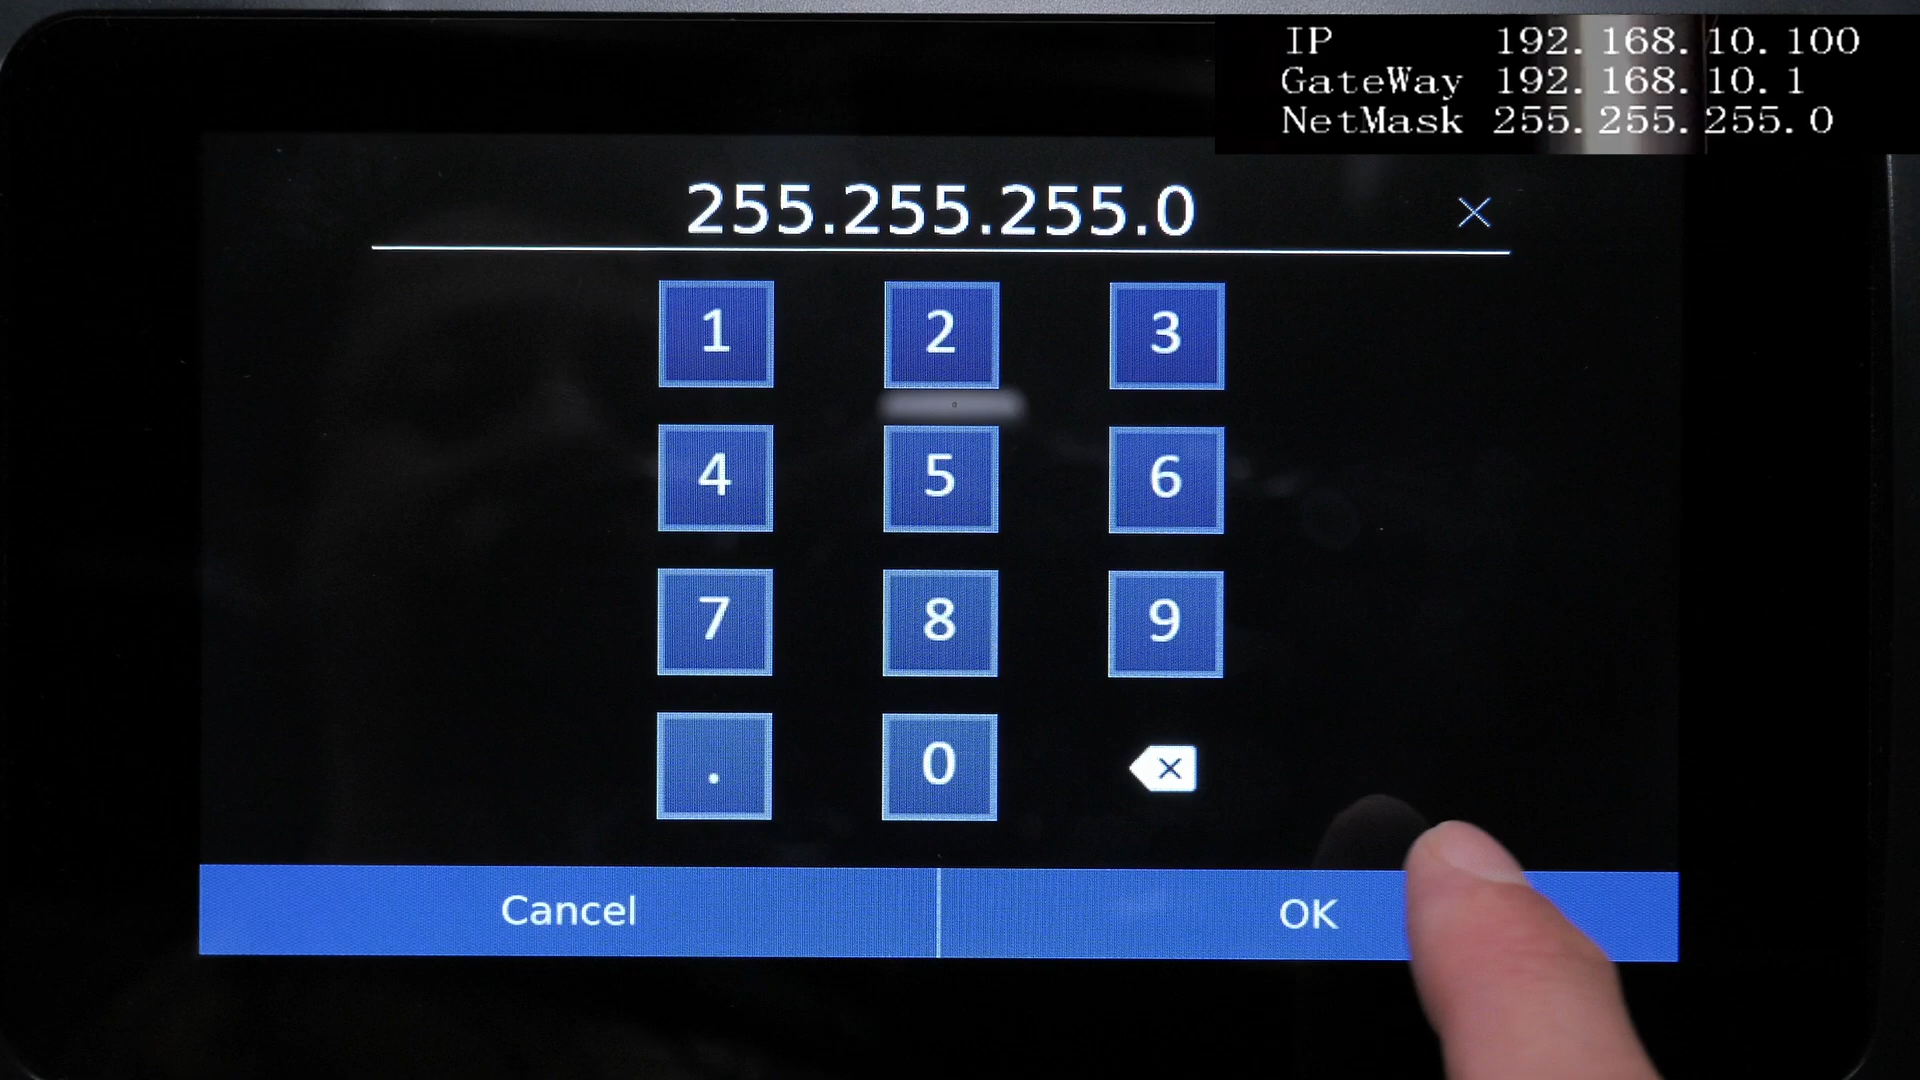 IP 192.168.10.100
GateWay 192.168.10.1
NetMask 255.255.255.0
255.255.255.0
1 2 3
4 5 6
7 8 9
. 0
Cancel OK